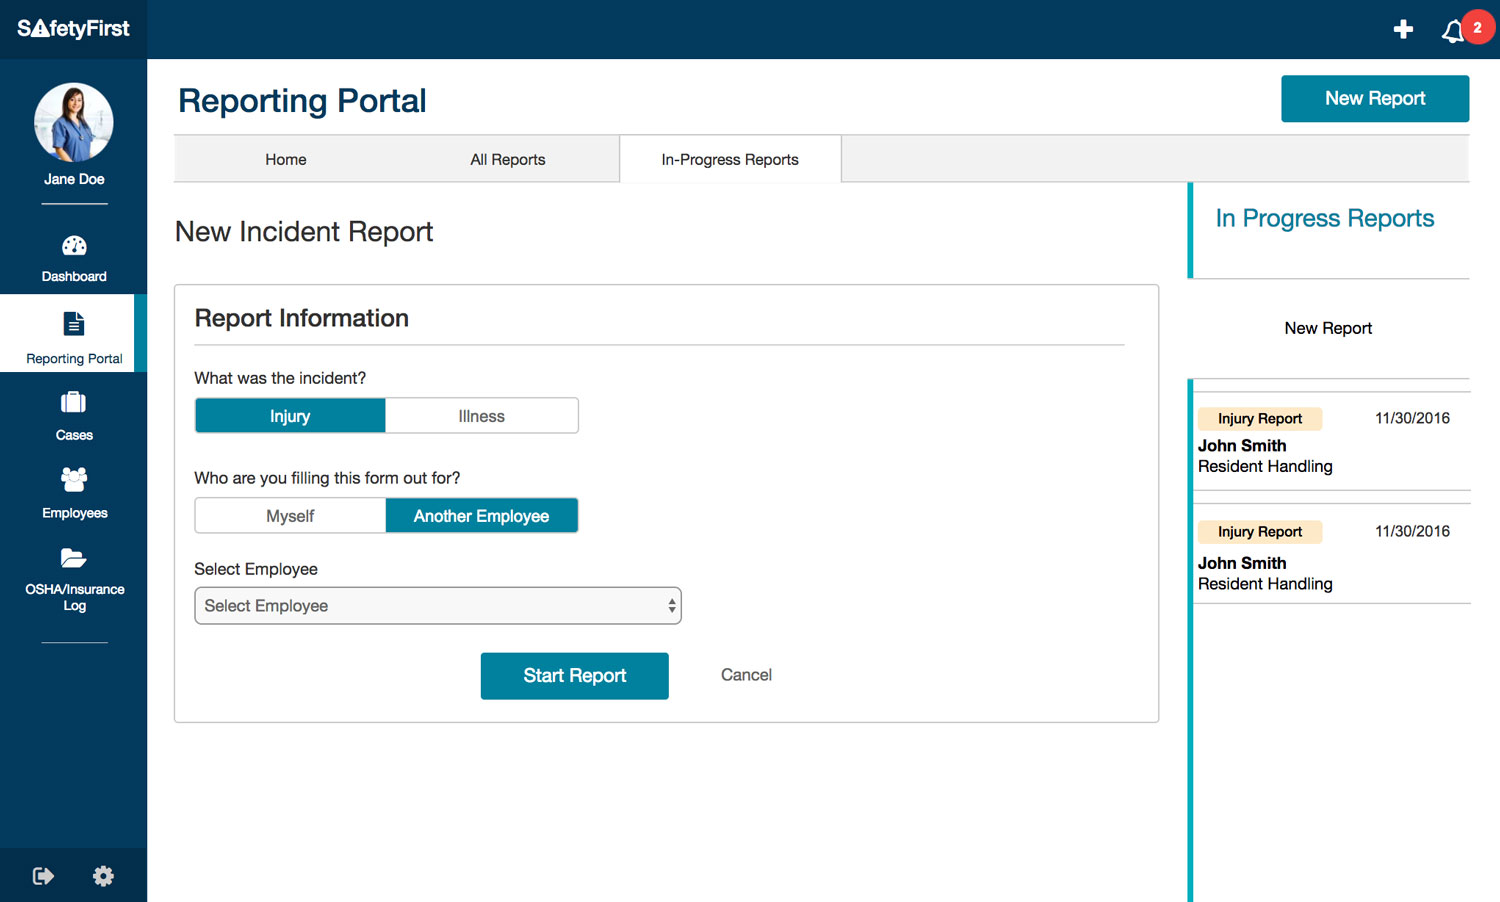 SAfetyFirst
2
Jane Doe
Dashboard
Reporting Portal
Cases
Employees
OSHA/Insurance
Log
Reporting Portal
New Report
Home
All Reports
In-Progress Reports
New Incident Report
Report Information
What was the incident?
Injury
Illness
Who are you filling this form out for?
Myself
Another Employee
Select Employee
Select Employee
Start Report
Cancel
In Progress Reports
New Report
Injury Report
11/30/2016
John Smith
Resident Handling
Injury Report
11/30/2016
John Smith
Resident Handling